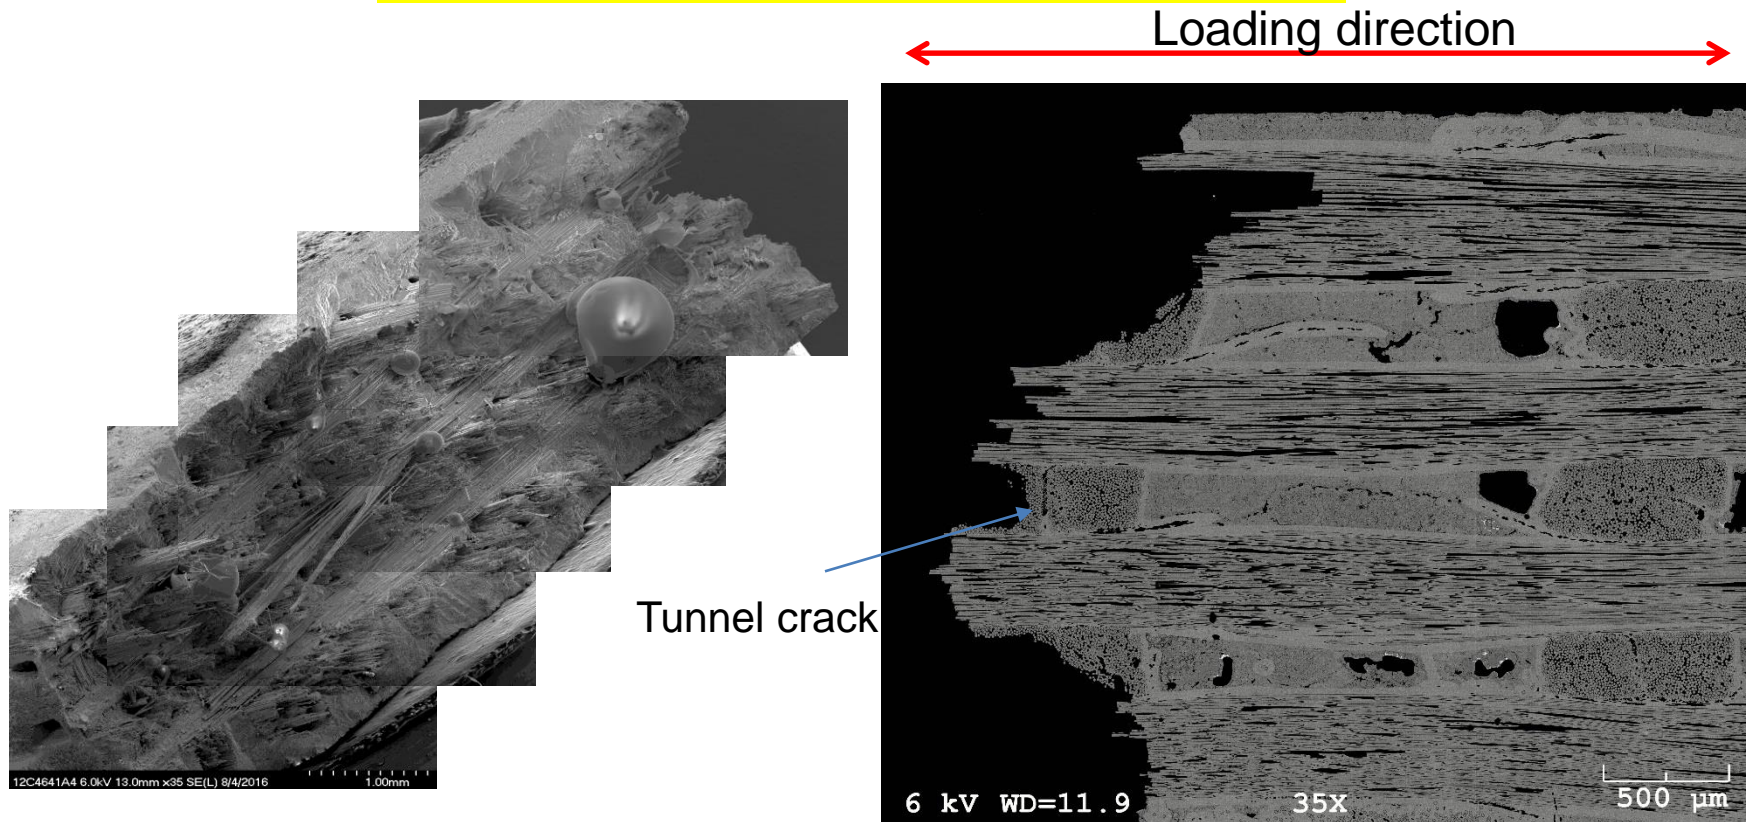 Loading direction
Tunnel crack
12C4641A4 6.0kV 13.0mm x35 SE(L) 8/4/2016
1.00mm
6 kV WD=11.9
35X
500 μm